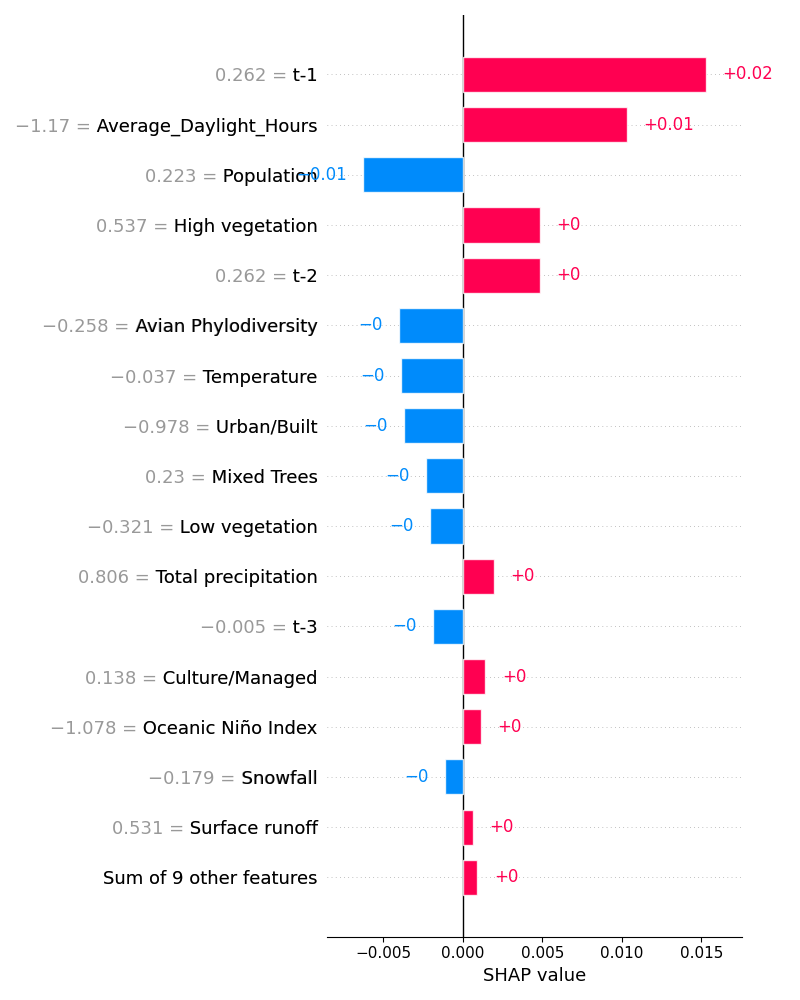 0.262 = t-1 +0.02
−1.17 = Average_Daylight_Hours +0.01
0.223 = Population −0.01
0.537 = High vegetation +0
0.262 = t-2 +0
−0.258 = Avian Phylodiversity −0
−0.037 = Temperature −0
−0.978 = Urban/Built −0
0.23 = Mixed Trees −0
−0.321 = Low vegetation −0
0.806 = Total precipitation +0
−0.005 = t-3 −0
0.138 = Culture/Managed +0
−1.078 = Oceanic Niño Index +0
−0.179 = Snowfall −0
0.531 = Surface runoff +0
Sum of 9 other features +0
−0.005 0.000 0.005 0.010 0.015
SHAP value